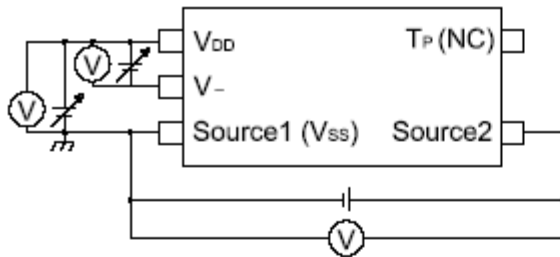 VDD TP (NC)
V
V
V–
Source1 (VSS) Source2
V